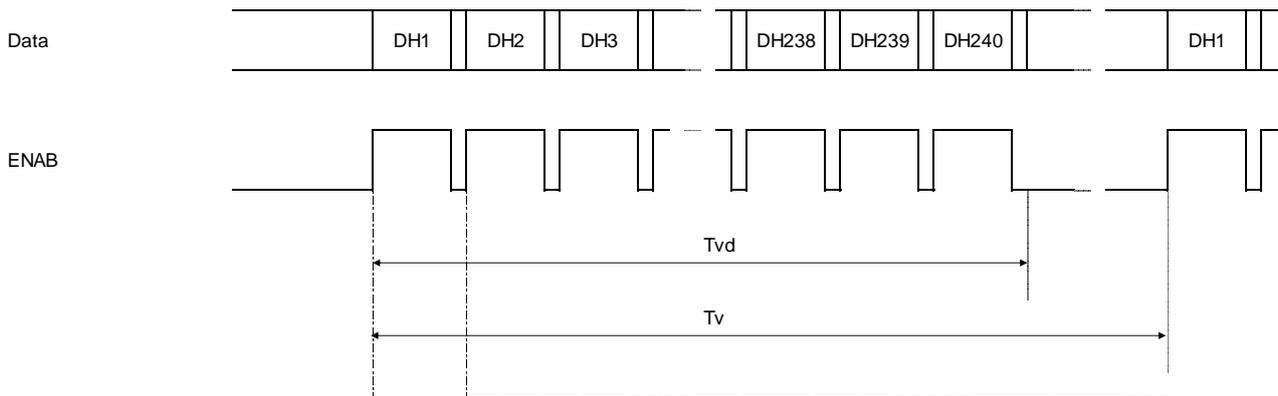 Data DH1 DH2 DH3 DH238 DH239 DH240 DH1
ENAB
Tvd
Tv